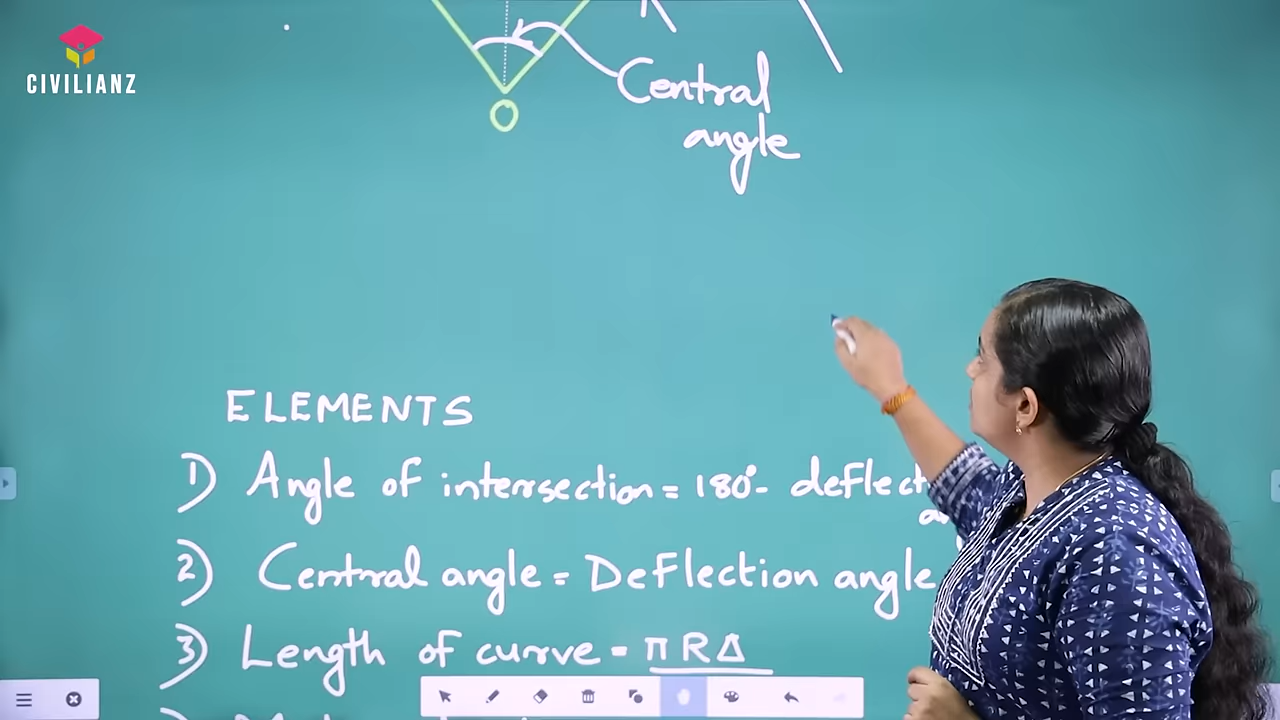 CIVILIANZ
Central
angle
O
ELEMENTS
1) Angle of intersection = 180° - deflect
2) Central angle = Deflection angle
3) Length of curve = πRΔ